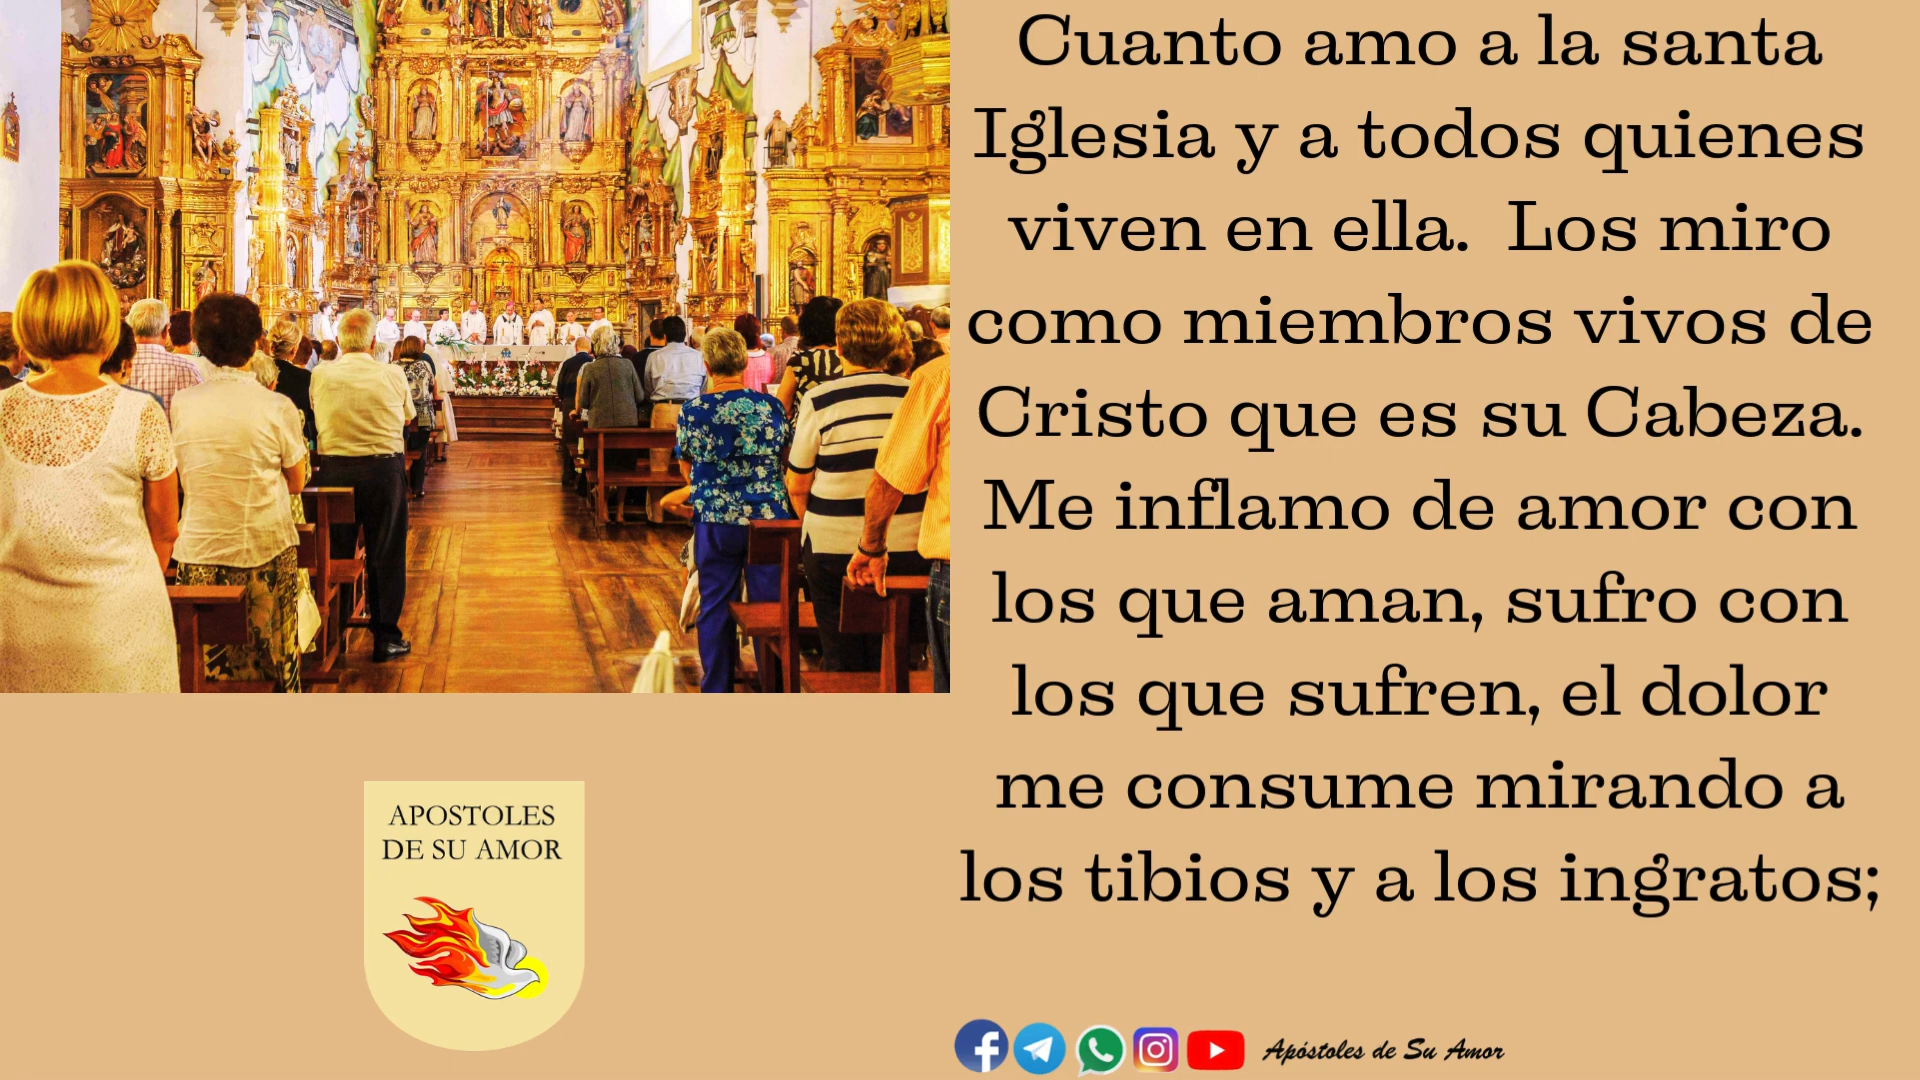 Cuanto amo a la santa
Iglesia y a todos quienes
viven en ella.  Los miro
como miembros vivos de
Cristo que es su Cabeza.
Me inflamo de amor con
los que aman, sufro con
los que sufren, el dolor
me consume mirando a
los tibios y a los ingratos;
APOSTOLES
DE SU AMOR
Apóstoles de Su Amor